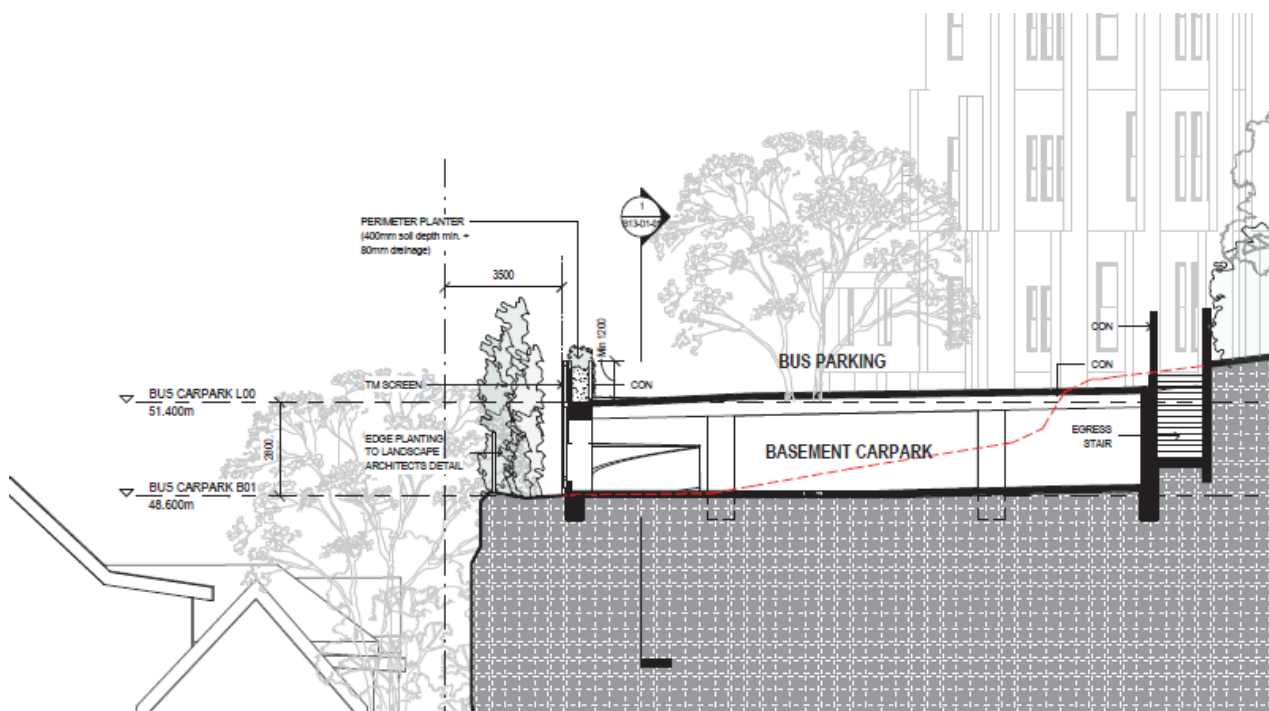 PERIMETER PLANTER
(400mm soil depth min. +
80mm drainage)
3500
1
Min 1200
BUS PARKING
CON
CON
CON
TM SCREEN
BUS CARPARK L00
51.400m
2800
EDGE PLANTING
TO LANDSCAPE
ARCHITECTS DETAIL
BASEMENT CARPARK
EGRESS
STAIR
BUS CARPARK B01
48.600m